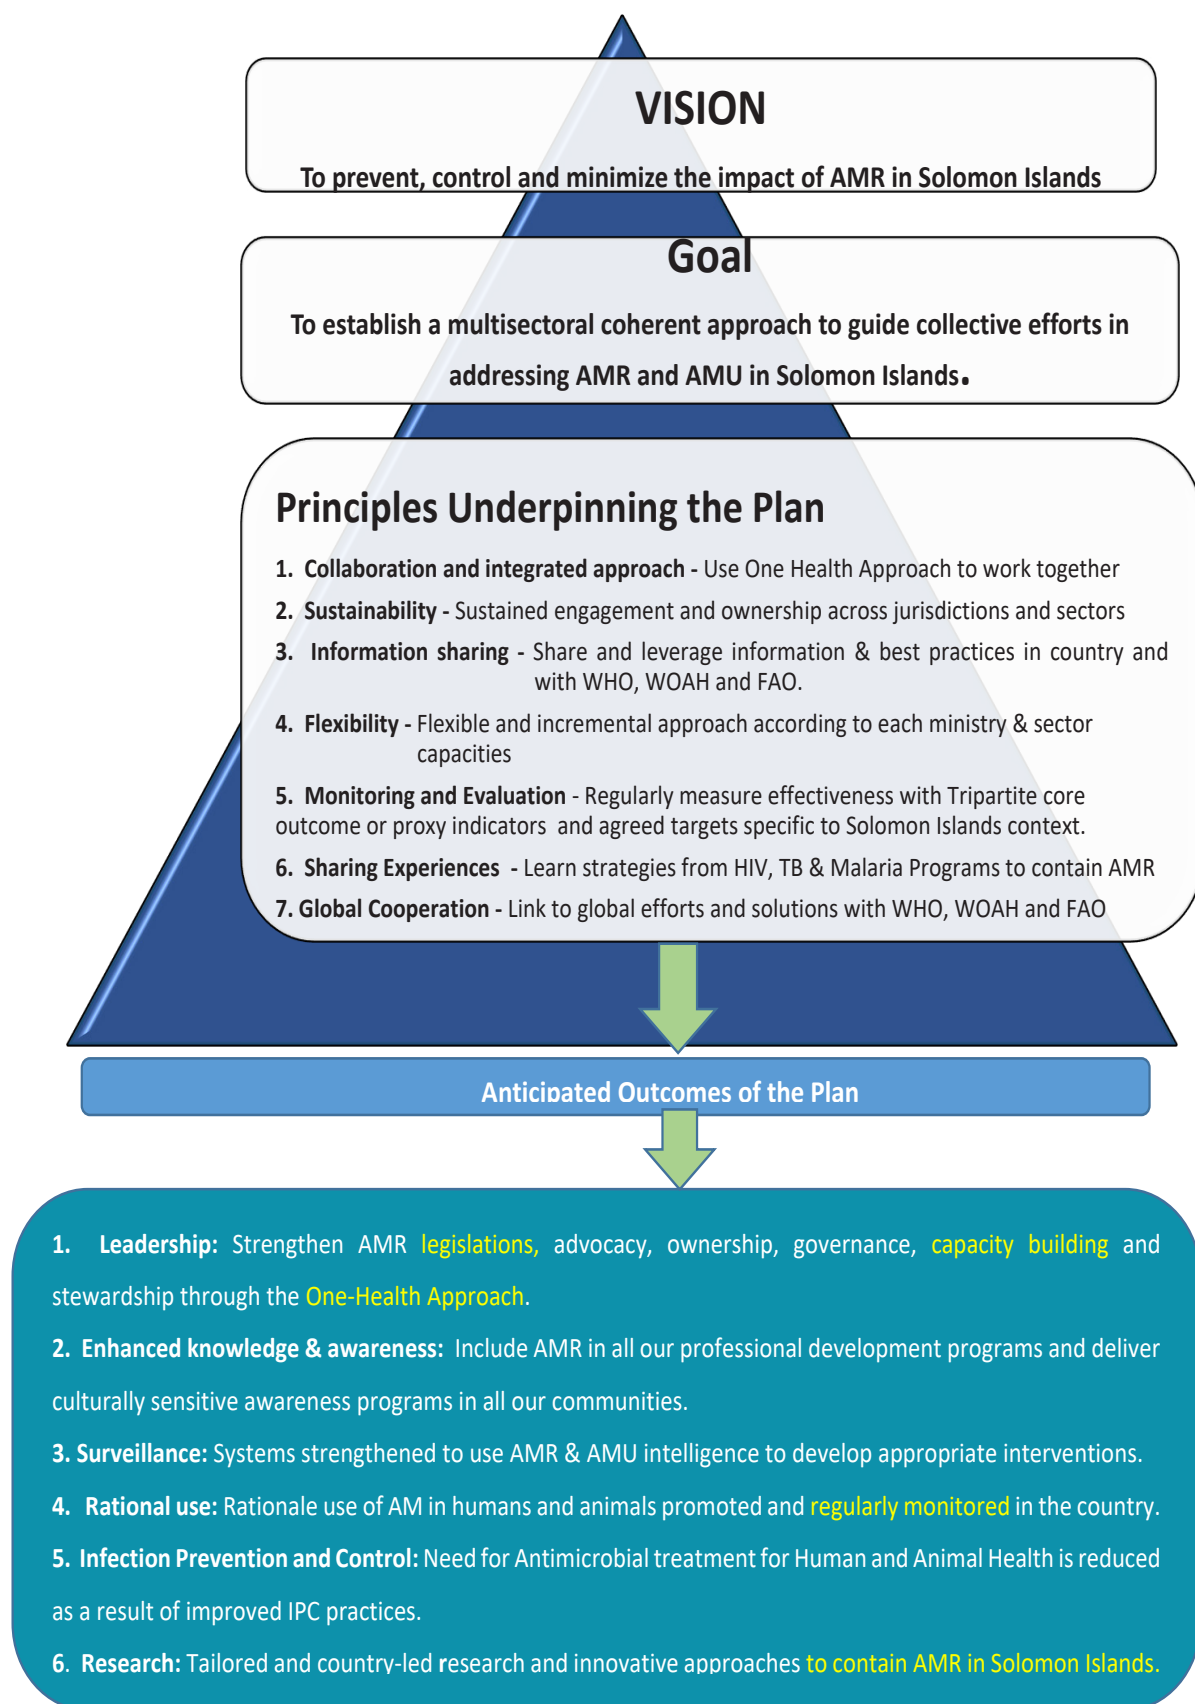 VISION
To prevent, control and minimize the impact of AMR in Solomon Islands
Goal
To establish a multisectoral coherent approach to guide collective efforts in
addressing AMR and AMU in Solomon Islands.
Principles Underpinning the Plan
1. Collaboration and integrated approach - Use One Health Approach to work together
2. Sustainability - Sustained engagement and ownership across jurisdictions and sectors
3. Information sharing - Share and leverage information & best practices in country and
with WHO, WOAH and FAO.
4. Flexibility - Flexible and incremental approach according to each ministry & sector
capacities
5. Monitoring and Evaluation - Regularly measure effectiveness with Tripartite core
outcome or proxy indicators and agreed targets specific to Solomon Islands context.
6. Sharing Experiences - Learn strategies from HIV, TB & Malaria Programs to contain AMR
7. Global Cooperation - Link to global efforts and solutions with WHO, WOAH and FAO
Anticipated Outcomes of the Plan
1. Leadership: Strengthen AMR legislations, advocacy, ownership, governance, capacity building and
stewardship through the One-Health Approach.
2. Enhanced knowledge & awareness: Include AMR in all our professional development programs and deliver
culturally sensitive awareness programs in all our communities.
3. Surveillance: Systems strengthened to use AMR & AMU intelligence to develop appropriate interventions.
4. Rational use: Rationale use of AM in humans and animals promoted and regularly monitored in the country.
5. Infection Prevention and Control: Need for Antimicrobial treatment for Human and Animal Health is reduced
as a result of improved IPC practices.
6. Research: Tailored and country-led research and innovative approaches to contain AMR in Solomon Islands.